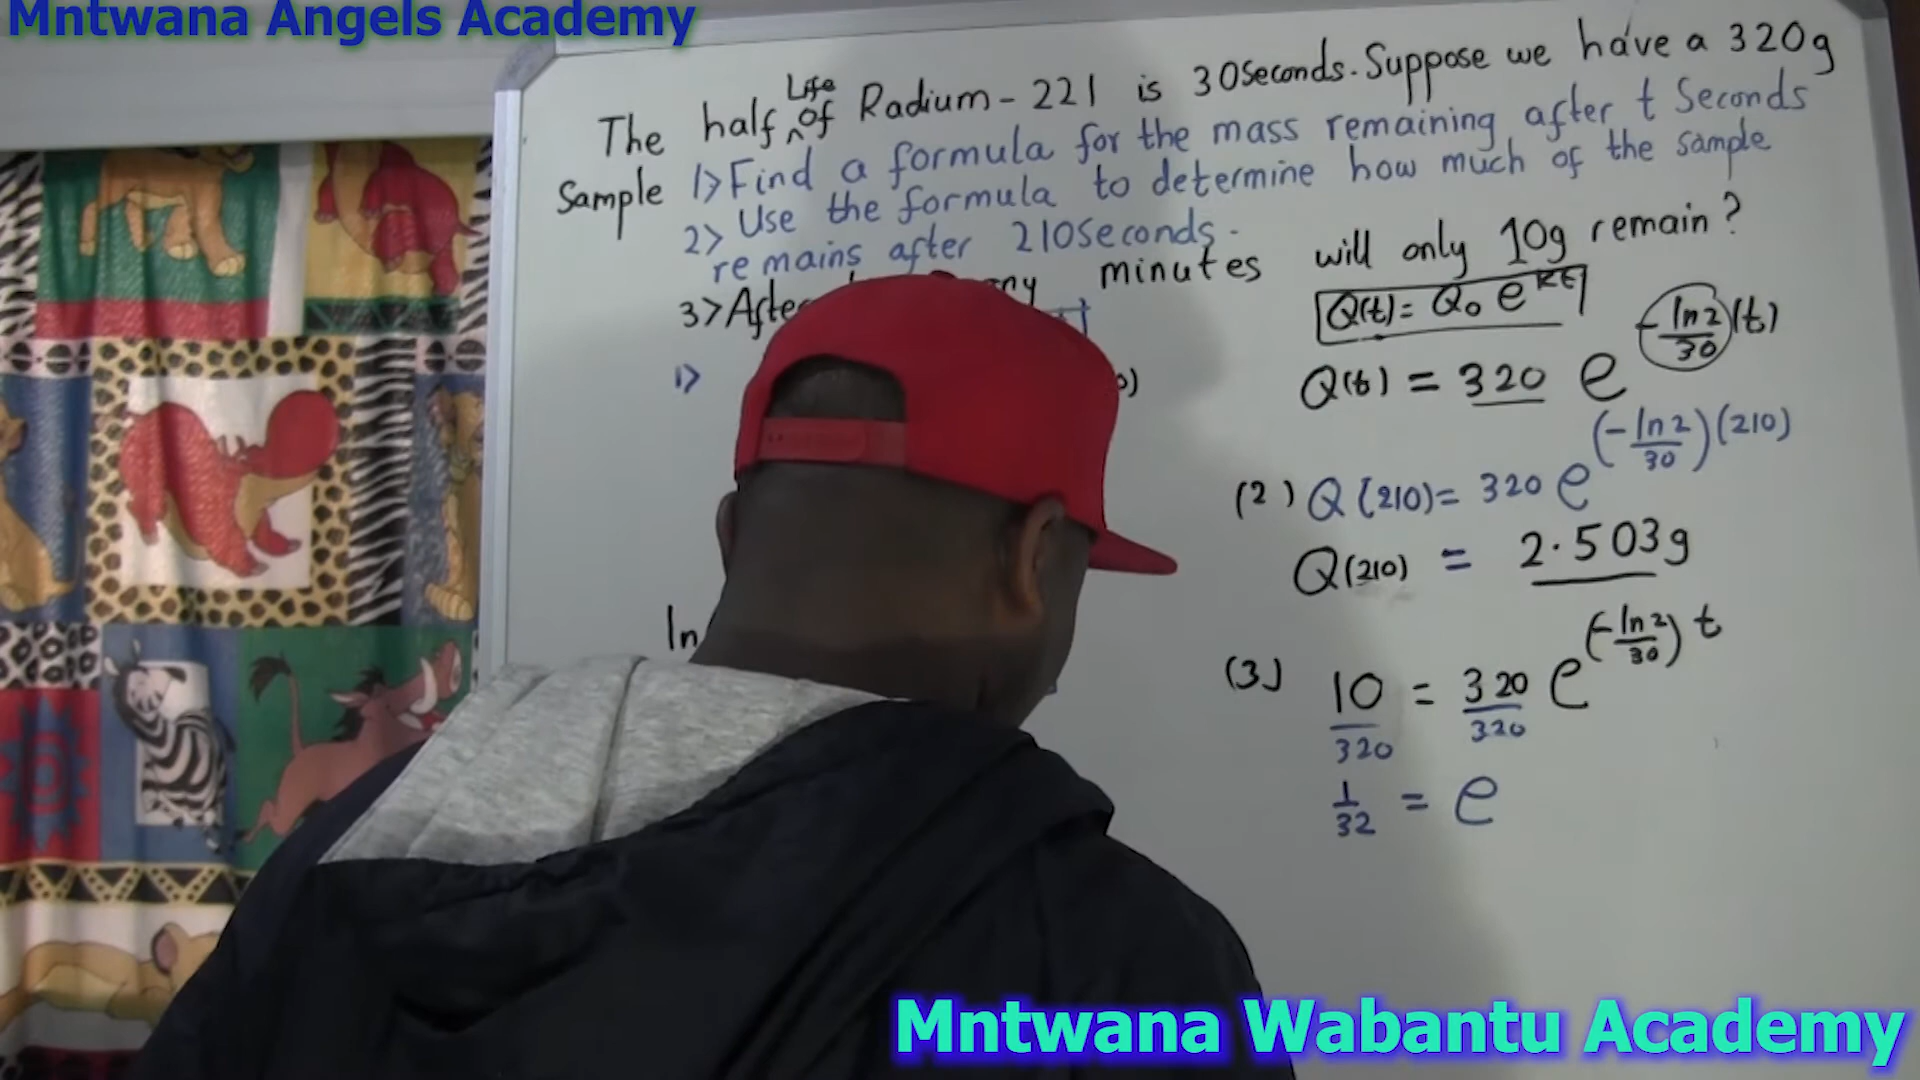 Mntwana Angels Academy
Life
The half of Radium-221 is 30Seconds. Suppose we have a 320g
Sample 1> Find a formula for the mass remaining after t Seconds
2> Use the formula to determine how much of the sample
remains after 210Seconds.
3> After minutes will only 10g remain?
Q(t) = Q₀ e^kt
1>
Q(t) = 320 e^-ln2/30(t)
(2) Q(210) = 320 e^(-ln2/30)(210)
Q(210) = 2.503g
ln
(3) 10/320 = 320/320 e^(-ln2/30)t
1/32 = e
Mntwana Wabantu Academy